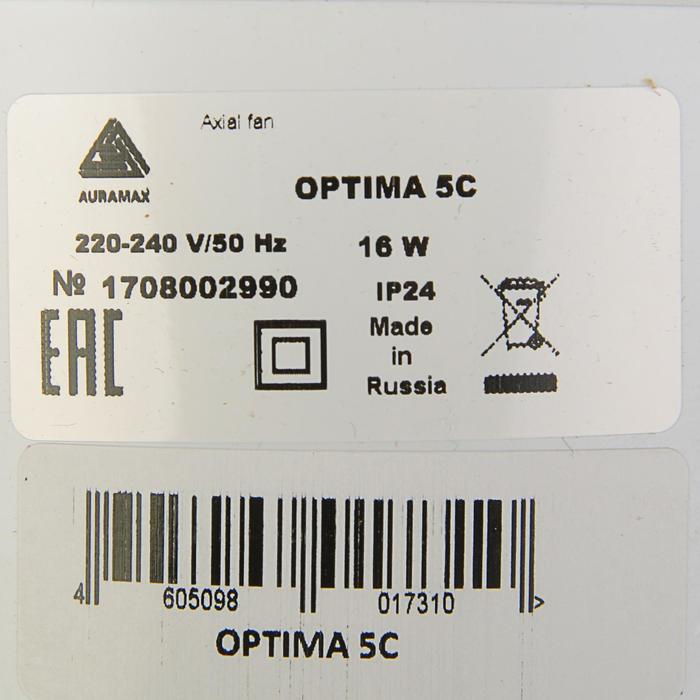 Axial fan
AURAMAX
OPTIMA 5C
220-240 V/50 Hz 16 W
№ 1708002990 IP24
EAC
Made
in
Russia
4 605098 017310 >
OPTIMA 5C